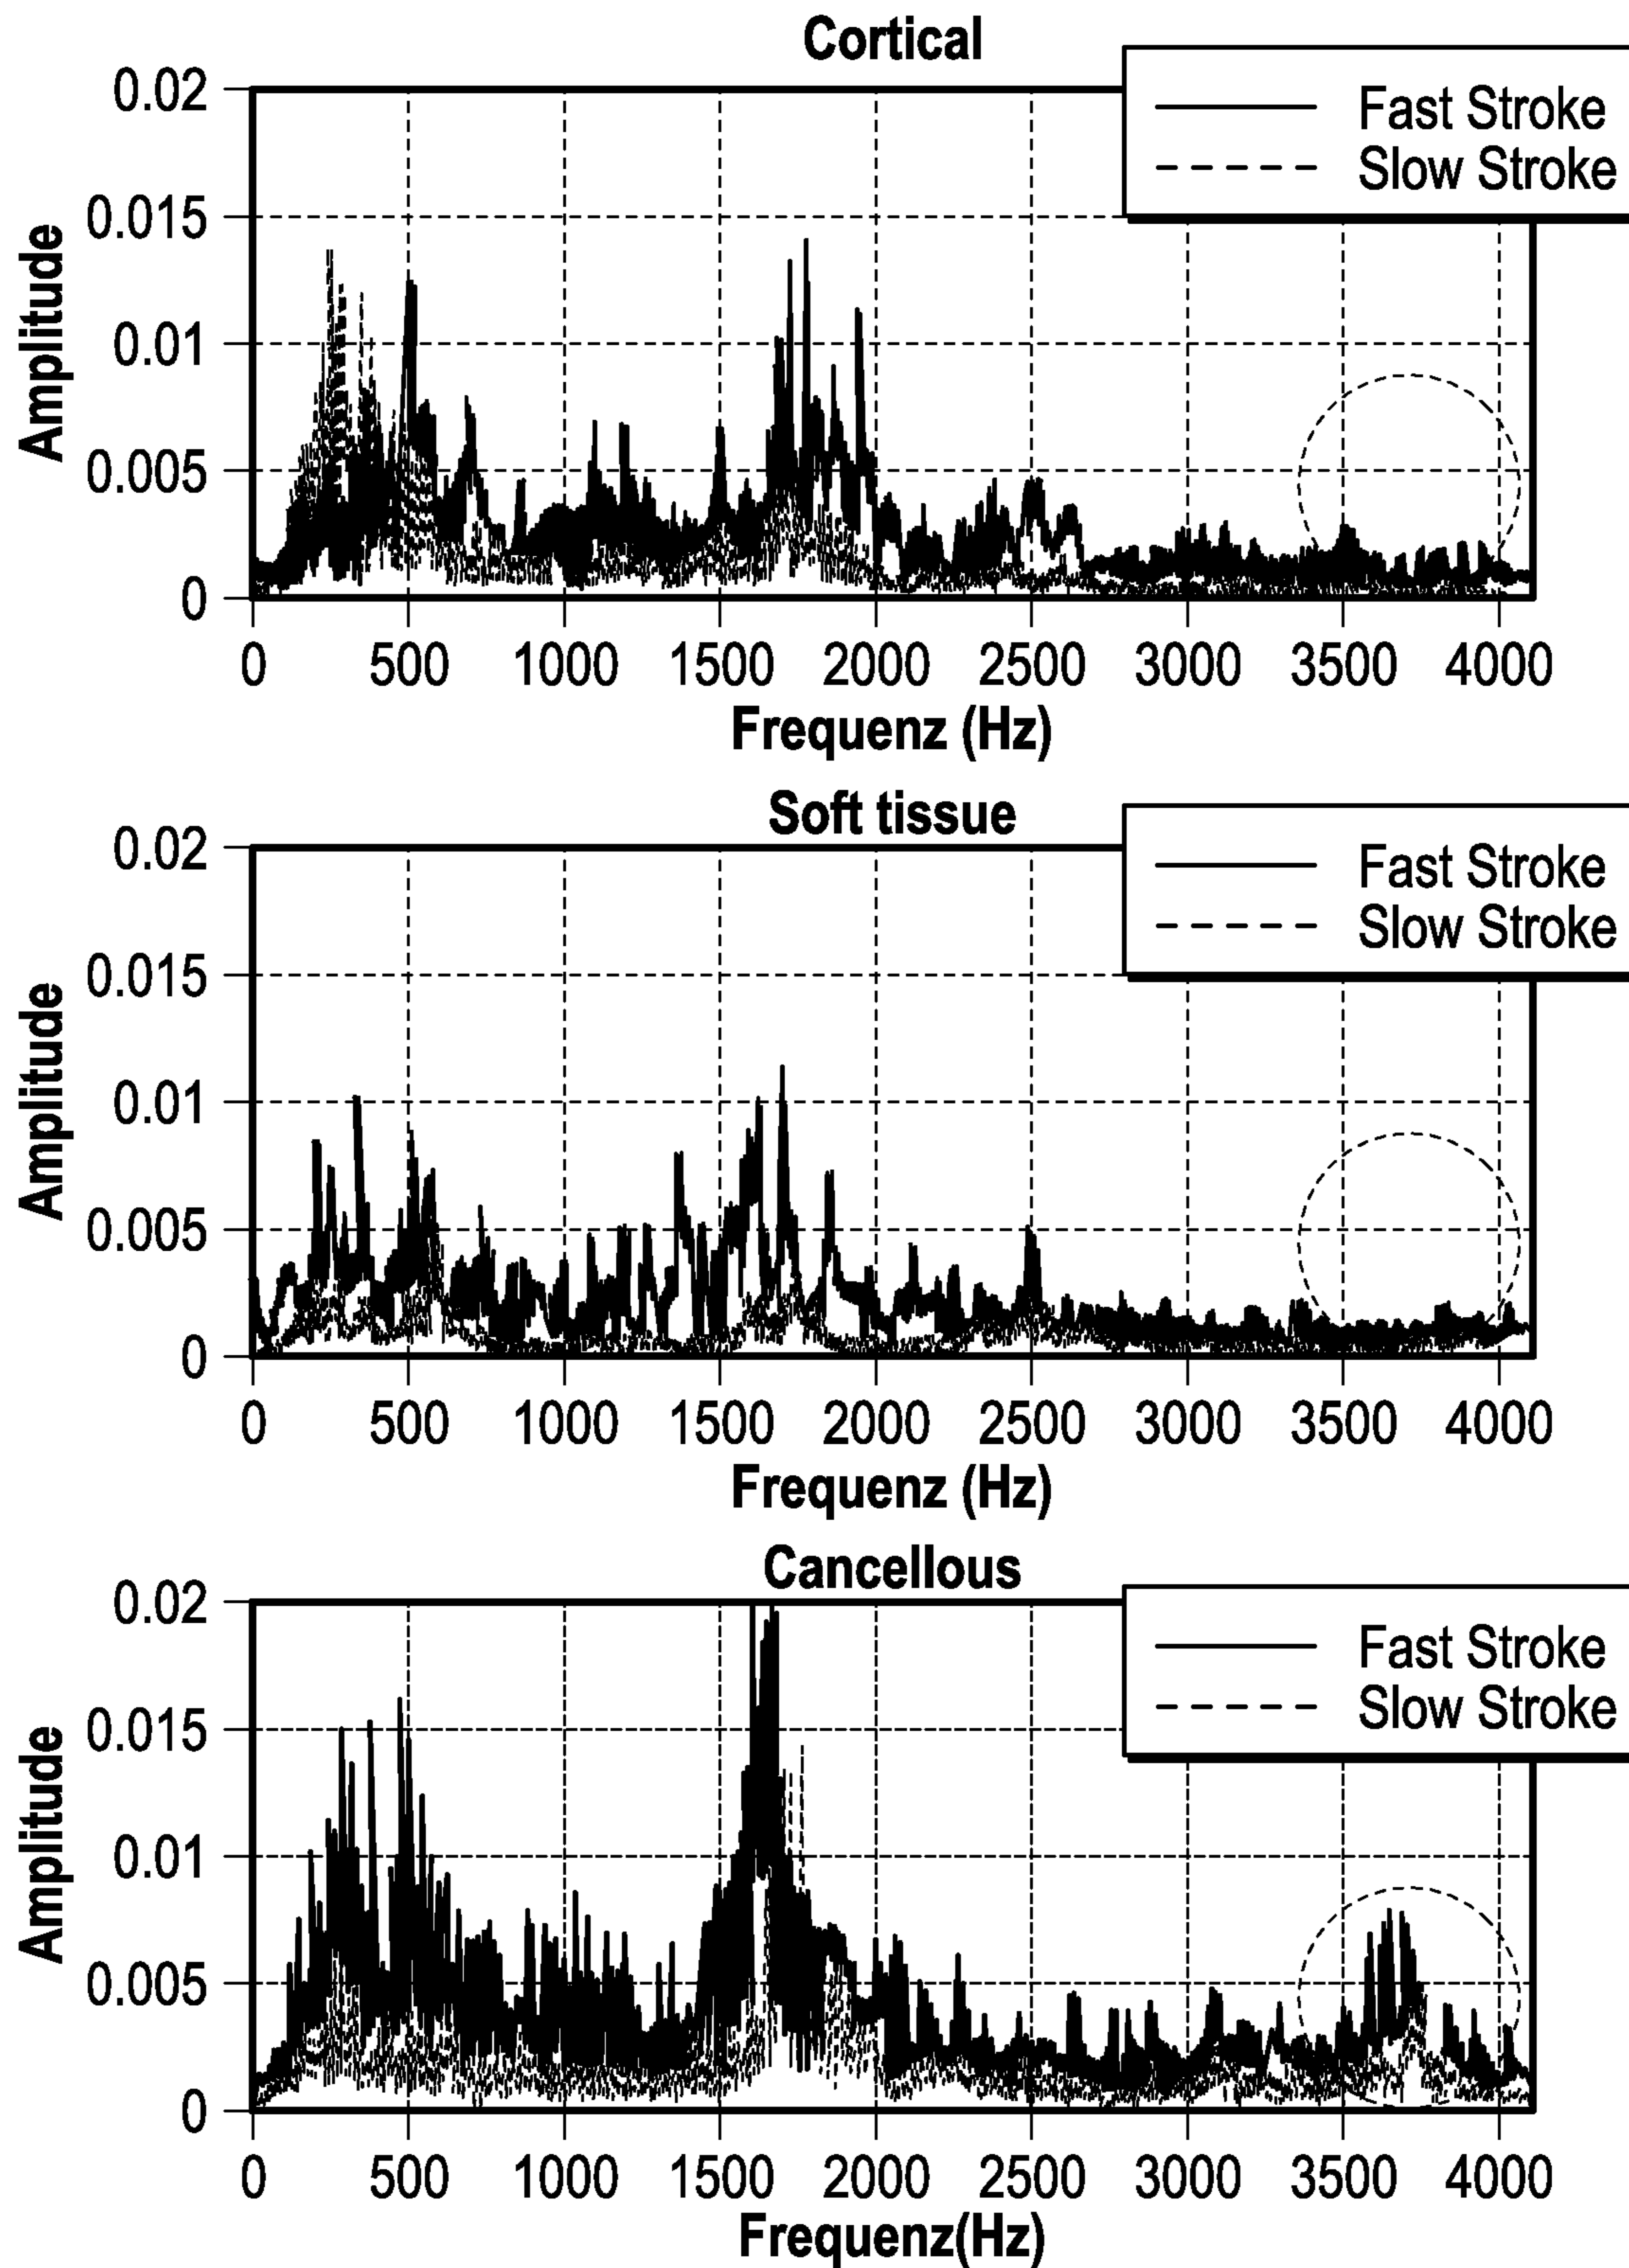 Cortical
Fast Stroke
Slow Stroke
Amplitude
0.02
0.015
0.01
0.005
0
0 500 1000 1500 2000 2500 3000 3500 4000
Frequenz (Hz)
Soft tissue
Fast Stroke
Slow Stroke
Amplitude
0.02
0.015
0.01
0.005
0
0 500 1000 1500 2000 2500 3000 3500 4000
Frequenz (Hz)
Cancellous
Fast Stroke
Slow Stroke
Amplitude
0.02
0.015
0.01
0.005
0
0 500 1000 1500 2000 2500 3000 3500 4000
Frequenz(Hz)